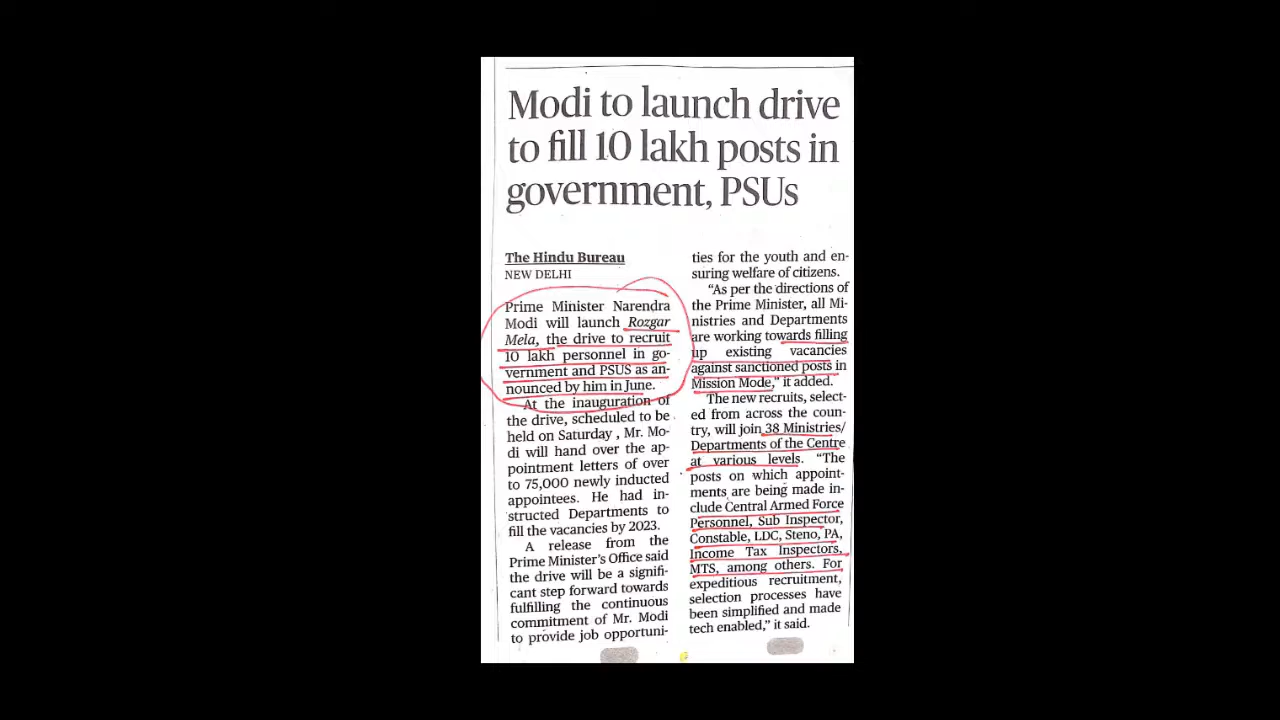 Modi to launch drive
to fill 10 lakh posts in
government, PSUs
The Hindu Bureau
NEW DELHI
Prime Minister Narendra
Modi will launch Rozgar
Mela, the drive to recruit
10 lakh personnel in go-
vernment and PSUS as an-
nounced by him in June.
At the inauguration of
the drive, scheduled to be
held on Saturday , Mr. Mo-
di will hand over the ap-
pointment letters of over
to 75,000 newly inducted
appointees. He had in-
structed Departments to
fill the vacancies by 2023.
A release from the
Prime Minister's Office said
the drive will be a signifi-
cant step forward towards
fulfilling the continuous
commitment of Mr. Modi
to provide job opportuni-
ties for the youth and en-
suring welfare of citizens.
"As per the directions of
the Prime Minister, all Mi-
nistries and Departments
are working towards filling
up existing vacancies
against sanctioned posts in
Mission Mode," it added.
The new recruits, select-
ed from across the coun-
try, will join 38 Ministries/
Departments of the Centre
at various levels. "The
posts on which appoint-
ments are being made in-
clude Central Armed Force
Personnel, Sub Inspector,
Constable, LDC, Steno, PA,
Income Tax Inspectors,
MTS, among others. For
expeditious recruitment,
selection processes have
been simplified and made
tech enabled," it said.